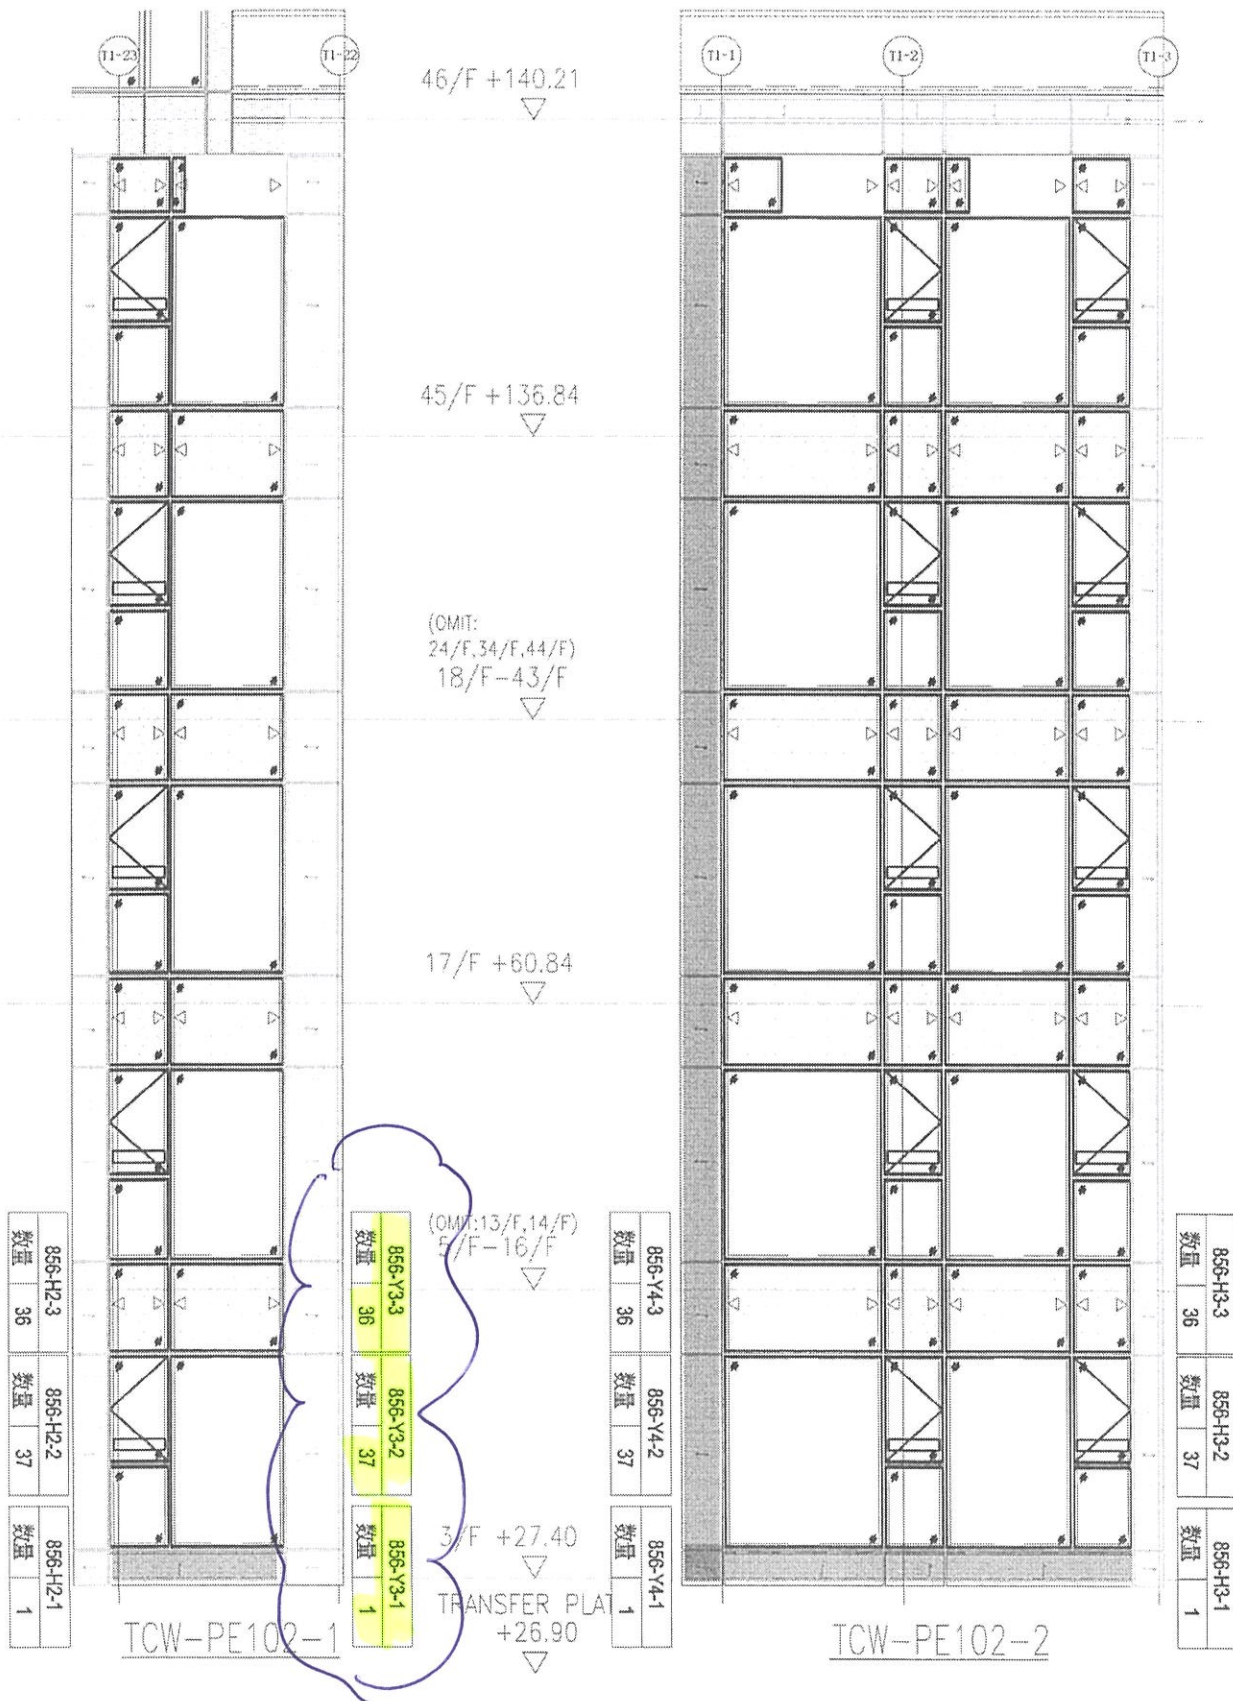 T1-23
T1-22
46/F +140.21
T1-1
T1-2
T1-3
45/F +136.84
(OMIT:
24/F,34/F,44/F)
18/F-43/F
17/F +60.84
(OMIT:13/F,14/F)
5/F-16/F
3/F +27.40
TRANSFER PLAT
+26.90
TCW-PE102-1
TCW-PE102-2
856-H2-3
数量 36
856-H2-2
数量 37
856-H2-1
数量 1
856-Y3-3
数量 36
856-Y3-2
数量 37
856-Y3-1
数量 1
856-Y4-3
数量 36
856-Y4-2
数量 37
856-Y4-1
数量 1
856-H3-3
数量 36
856-H3-2
数量 37
856-H3-1
数量 1